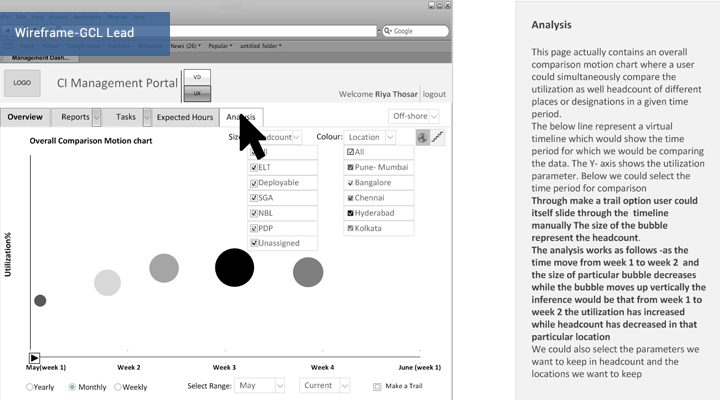 Wireframe-GCL Lead
Google
News (26)▾ Popular▾ untitled folder▾
Management Dash...
LOGO
CI Management Portal
VD
UX
Welcome Riya Thosar | logout
Overview Reports Tasks Expected Hours Analysis Off-shore
Overall Comparison Motion chart
Colour: Location
ELT
Deployable
SGA
NBL
PDP
Unassigned
All
Pune- Mumbai
Bangalore
Chennai
Hyderabad
Kolkata
Utilization%
May(week 1) Week 2 Week 3 Week 4 June (week 1)
Yearly Monthly Weekly Select Range: May Current Make a Trail
Analysis
This page actually contains an overall
comparison motion chart where a user
could simultaneously compare the
utilization as well headcount of different
places or designations in a given time
period.
The below line represent a virtual
timeline which would show the time
period for which we would be comparing
the data. The Y- axis shows the utilization
parameter. Below we could select the
time period for comparison
Through make a trail option user could
itself slide through the timeline
manually The size of the bubble
represent the headcount.
The analysis works as follows -as the
time move from week 1 to week 2 and
the size of particular bubble decreases
while the bubble moves up vertically the
inference would be that from week 1 to
week 2 the utilization has increased
while headcount has decreased in that
particular location
We could also select the parameters we
want to keep in headcount and the
locations we want to keep